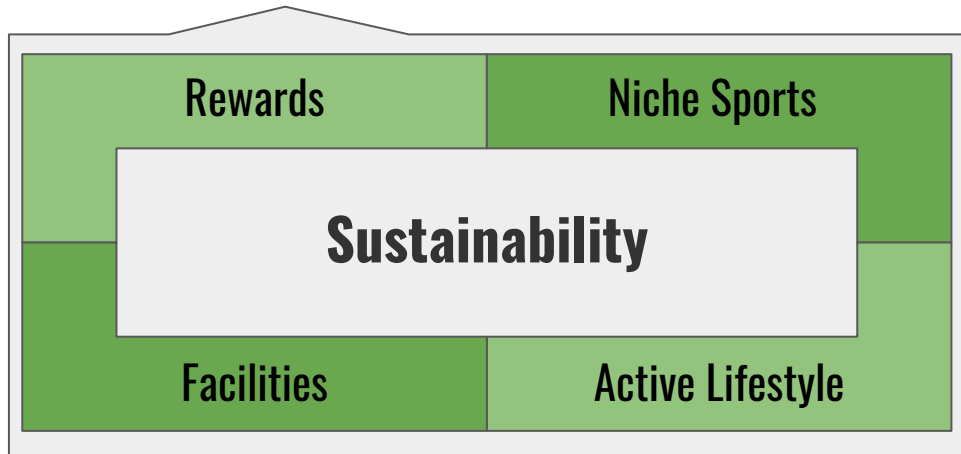 Rewards
Niche Sports
Sustainability
Facilities
Active Lifestyle